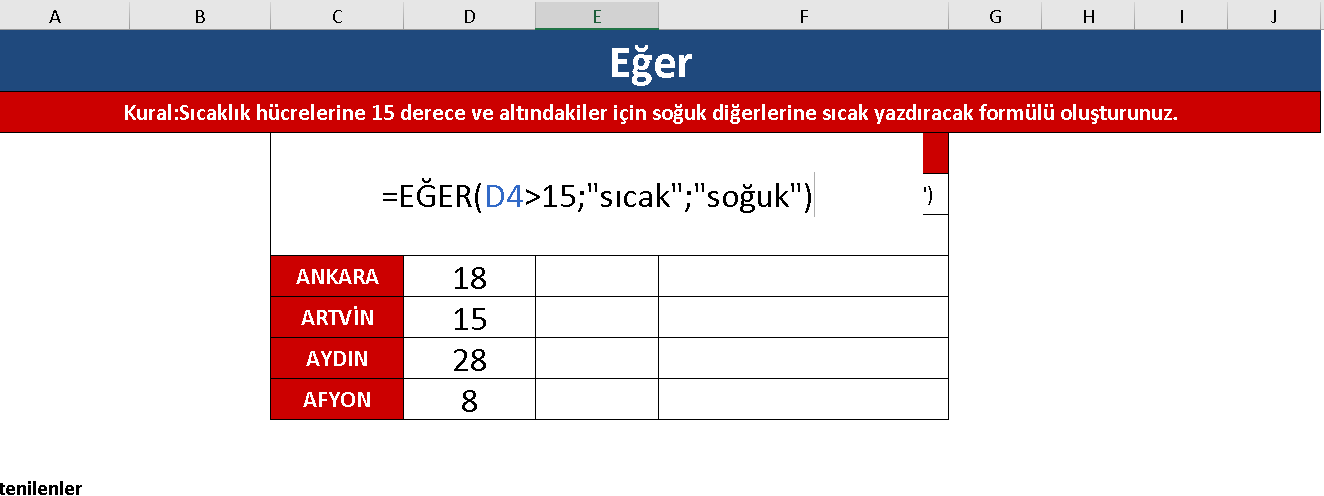 A B C D E F G H I J
Eğer
Kural:Sıcaklık hücrelerine 15 derece ve altındakiler için soğuk diğerlerine sıcak yazdıracak formülü oluşturunuz.
=EĞER(D4>15;"sıcak";"soğuk") ")
ANKARA 18
ARTVİN 15
AYDIN 28
AFYON 8
tenilenler